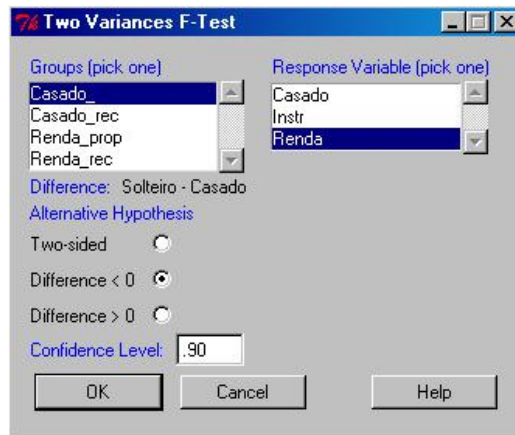 Two Variances F-Test
Groups (pick one)
Response Variable (pick one)
Casado_
Casado_rec
Renda_prop
Renda_rec
Casado
Instr
Renda
Difference: Solteiro - Casado
Alternative Hypothesis
Two-sided
Difference < 0
Difference > 0
Confidence Level: .90
OK
Cancel
Help